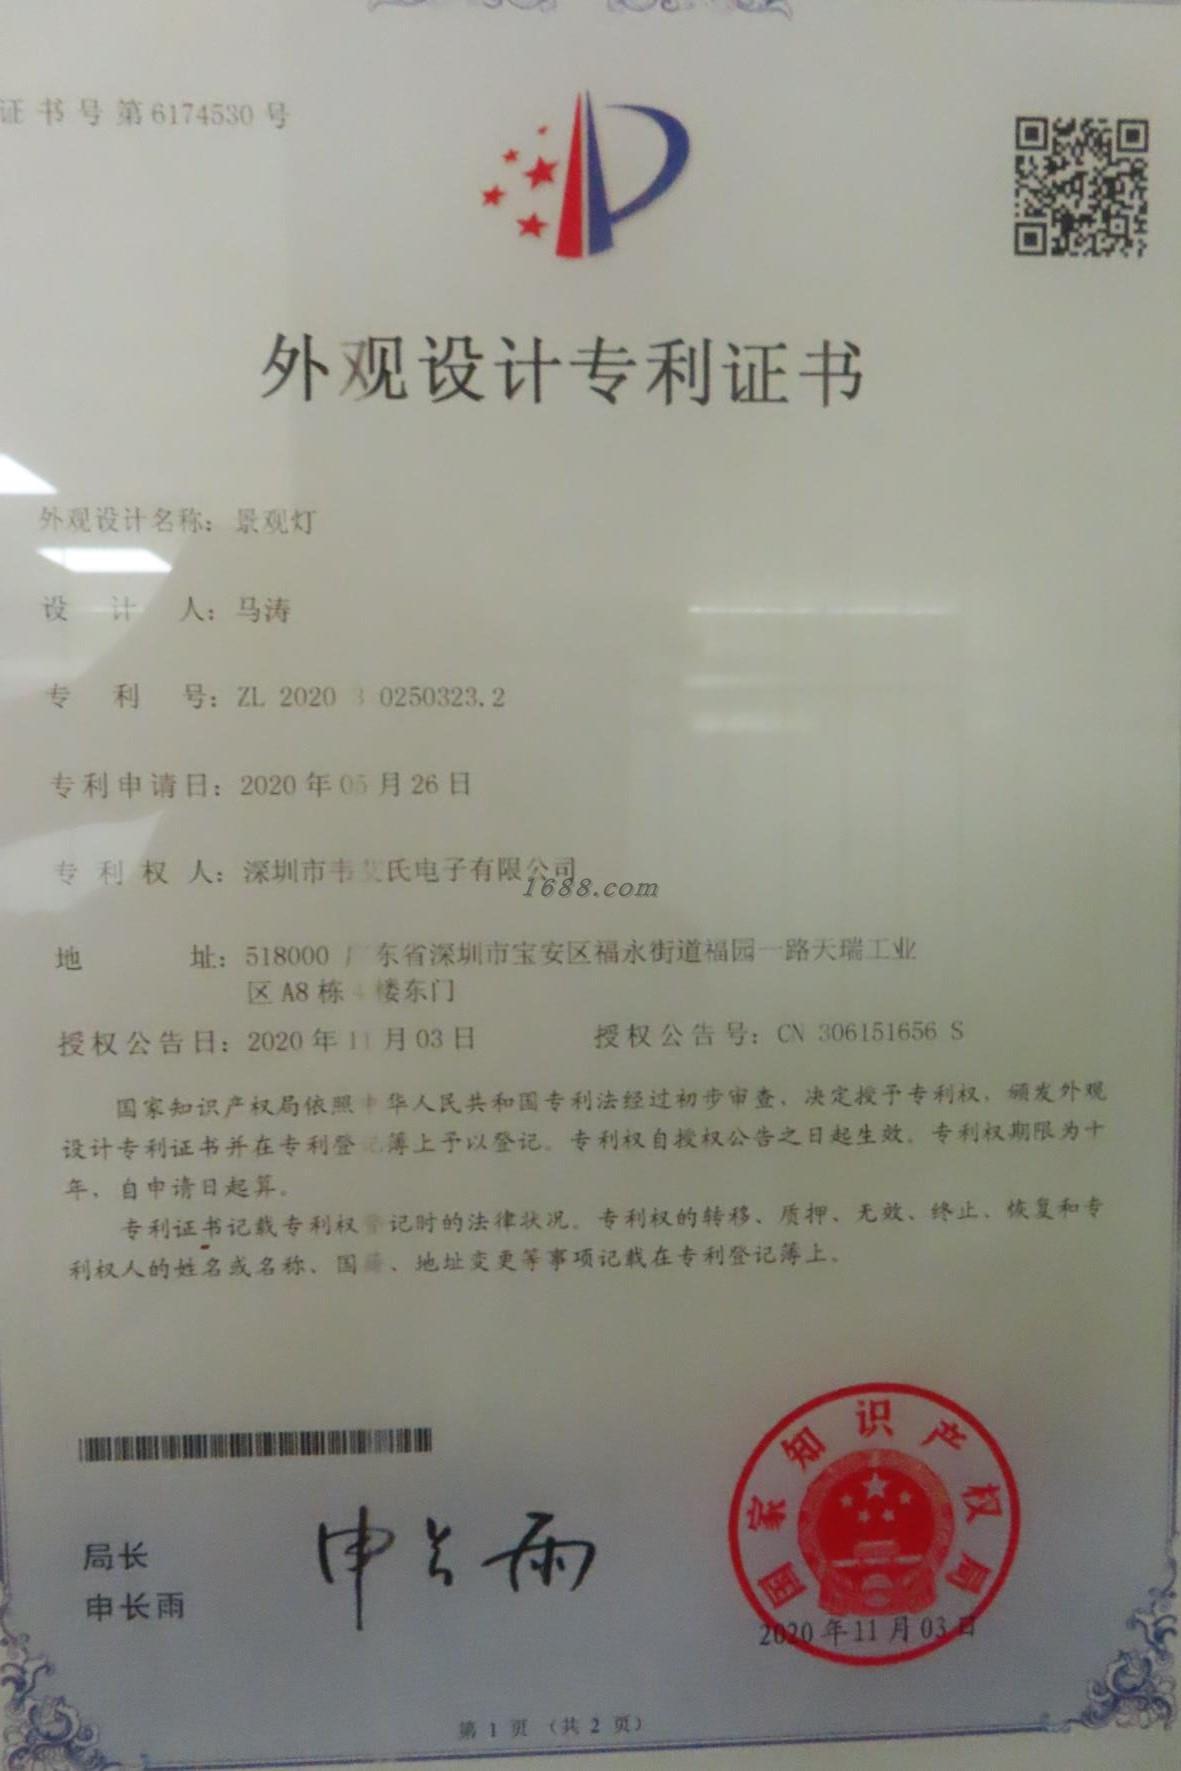 证书号第6174530号
外观设计专利证书
外观设计名称：景观灯
设计人：马涛
专利号：ZL 2020 3 0250323.2
专利申请日：2020年05月26日
专利权人：深圳市韦艾氏电子有限公司
1688.com
地址：518000 广东省深圳市宝安区福永街道福园一路天瑞工业
区A8栋4楼东门
授权公告日：2020年11月03日 授权公告号：CN 306151656 S
国家知识产权局依照中华人民共和国专利法经过初步审查，决定授予专利权，颁发外观
设计专利证书并在专利登记簿上予以登记。专利权自授权公告之日起生效。专利权期限为十
年，自申请日起算。
专利证书记载专利权登记时的法律状况。专利权的转移、质押、无效、终止、恢复和专
利权人的姓名或名称、国籍、地址变更等事项记载在专利登记簿上。
局长
申长雨
申长雨
国家知识产权局
2020年11月03日
第1页（共2页）